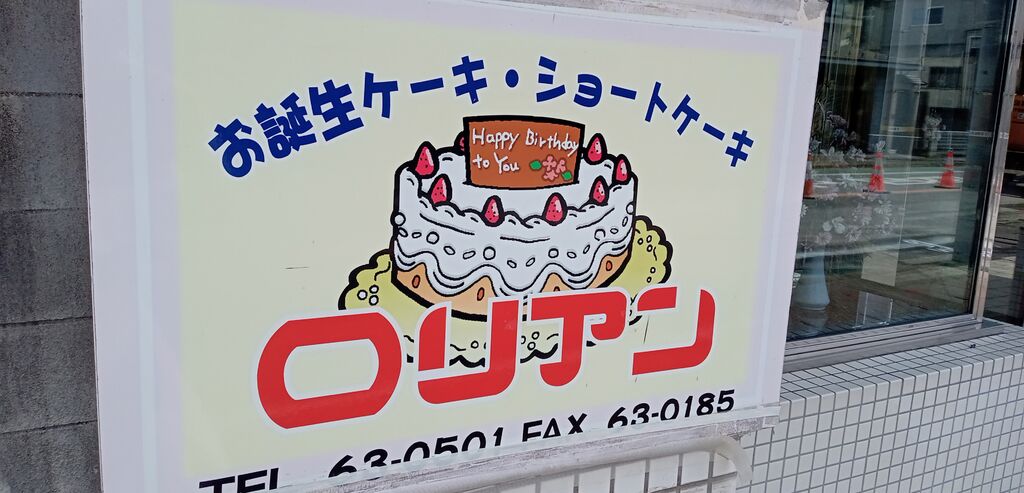 お誕生ケーキ・ショートケーキ
Happy Birthday
to You
ロリアン
TEL. 63-0501 FAX. 63-0185